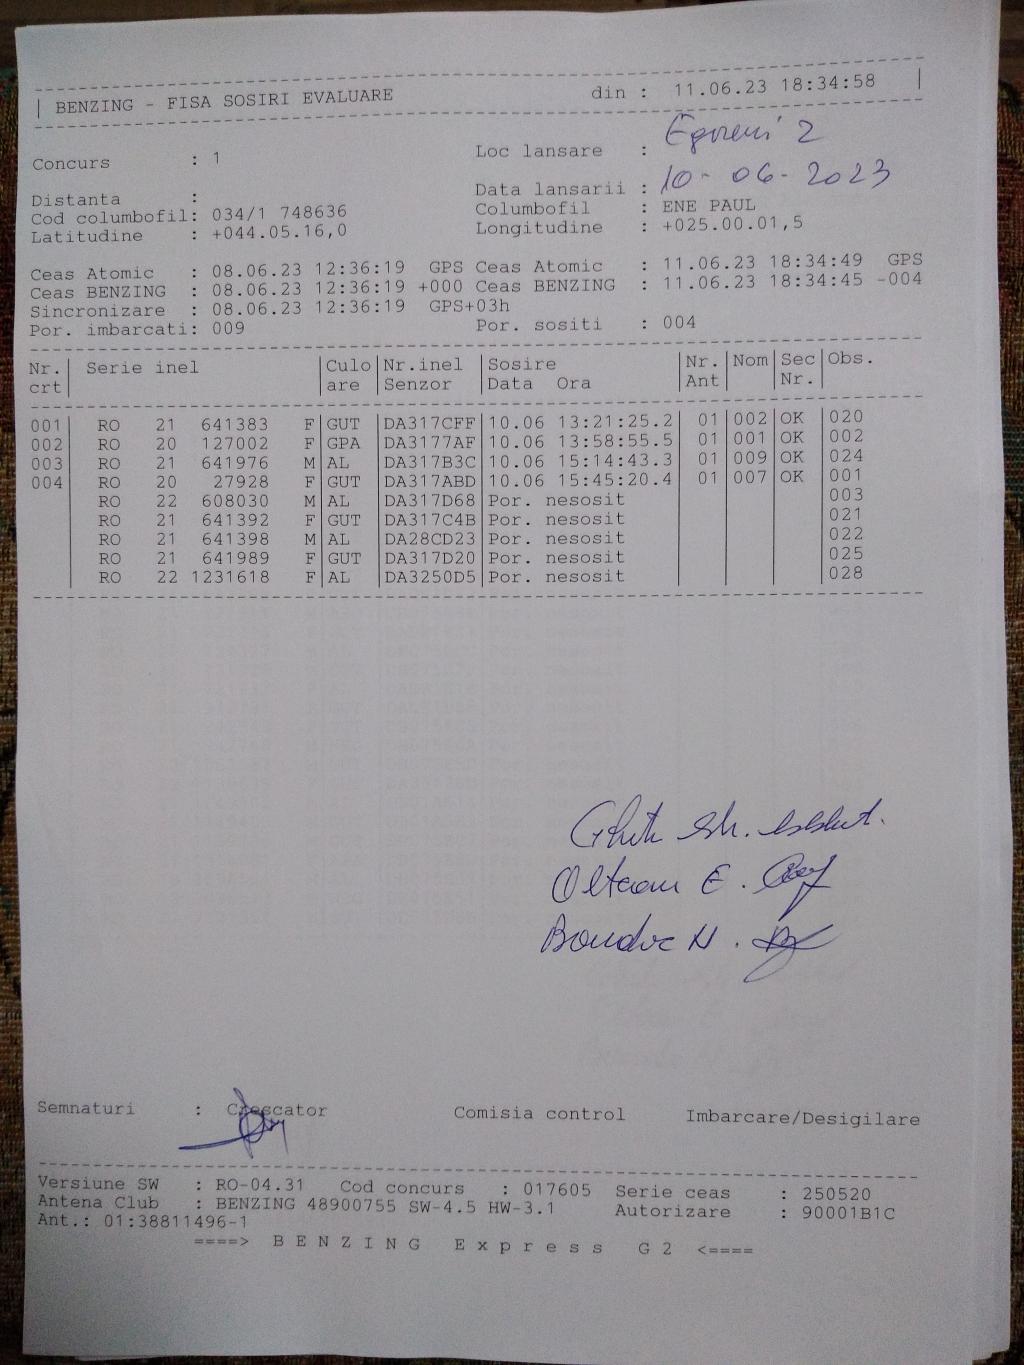 | BENZING - FISA SOSIRI EVALUARE din : 11.06.23 18:34:58 |
Concurs : 1 Loc lansare : 2
Distanta : Data lansarii : 10-06-2023
Cod columbofil: 034/1 748636 Columbofil : ENE PAUL
Latitudine : +044.05.16,0 Longitudine : +025.00.01,5
Ceas Atomic : 08.06.23 12:36:19 GPS Ceas Atomic : 11.06.23 18:34:49 GPS
Ceas BENZING : 08.06.23 12:36:19 +000 Ceas BENZING : 11.06.23 18:34:45 -004
Sincronizare : 08.06.23 12:36:19 GPS+03h
Por. imbarcati: 009 Por. sositi : 004
Nr. | Serie inel |Culo|Nr.inel |Sosire |Nr.|Nom|Sec|Obs.
crt| |are |Senzor |Data Ora |Ant| |Nr.|
001| RO 21 641383 F|GUT|DA317CFF|10.06 13:21:25.2| 01|002|OK |020
002| RO 20 127002 F|GPA|DA3177AF|10.06 13:58:55.5| 01|001|OK |002
003| RO 21 641976 M|AL |DA317B3C|10.06 15:14:43.3| 01|009|OK |024
004| RO 20 27928 F|GUT|DA317ABD|10.06 15:45:20.4| 01|007|OK |001
| RO 22 608030 M|AL |DA317D68|Por. nesosit | | | |003
| RO 21 641392 F|GUT|DA317C4B|Por. nesosit | | | |021
| RO 21 641398 M|AL |DA28CD23|Por. nesosit | | | |022
| RO 21 641989 F|GUT|DA317D20|Por. nesosit | | | |025
| RO 22 1231618 F|AL |DA3250D5|Por. nesosit | | | |028
E.
N.
Semnaturi : Crescator Comisia control Imbarcare/Desigilare
Versiune SW : RO-04.31 Cod concurs : 017605 Serie ceas : 250520
Antena Club : BENZING 48900755 SW-4.5 HW-3.1 Autorizare : 90001B1C
Ant.: 01:38811496-1
====> B E N Z I N G E x p r e s s G 2 <====